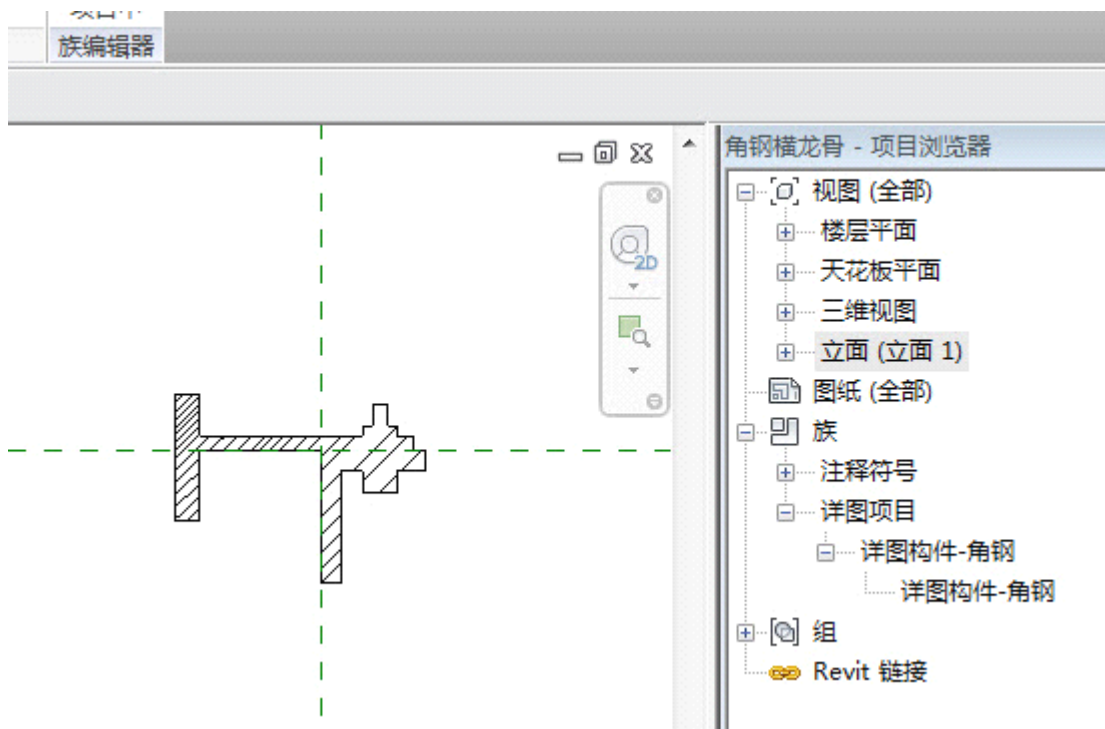 族编辑器
角钢横龙骨 - 项目浏览器
视图 (全部)
楼层平面
天花板平面
三维视图
立面 (立面 1)
图纸 (全部)
族
注释符号
详图项目
详图构件-角钢
详图构件-角钢
组
Revit 链接
2D